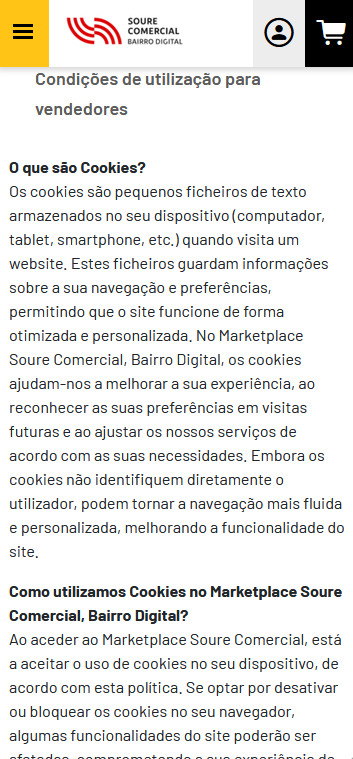 SOURE
COMERCIAL
BAIRRO DIGITAL
Condições de utilização para
vendedores
O que são Cookies?
Os cookies são pequenos ficheiros de texto
armazenados no seu dispositivo (computador,
tablet, smartphone, etc.) quando visita um
website. Estes ficheiros guardam informações
sobre a sua navegação e preferências,
permitindo que o site funcione de forma
otimizada e personalizada. No Marketplace
Soure Comercial, Bairro Digital, os cookies
ajudam-nos a melhorar a sua experiência, ao
reconhecer as suas preferências em visitas
futuras e ao ajustar os nossos serviços de
acordo com as suas necessidades. Embora os
cookies não identifiquem diretamente o
utilizador, podem tornar a navegação mais fluida
e personalizada, melhorando a funcionalidade do
site.
Como utilizamos Cookies no Marketplace Soure
Comercial, Bairro Digital?
Ao aceder ao Marketplace Soure Comercial, está
a aceitar o uso de cookies no seu dispositivo, de
acordo com esta política. Se optar por desativar
ou bloquear os cookies no seu navegador,
algumas funcionalidades do site poderão ser
afetadas, comprometendo a sua experiência de